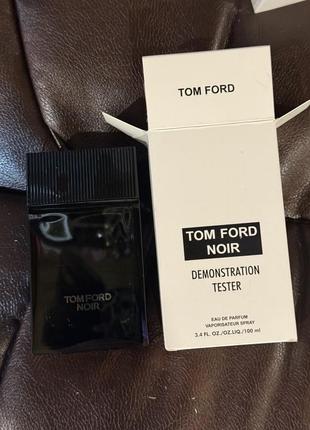 TOM FORD
TOM FORD
NOIR
DEMONSTRATION
TESTER
EAU DE PARFUM
VAPORISATEUR SPRAY
3.4 FL. OZ./OZ.LIQ./100 ml
TOM FORD
NOIR